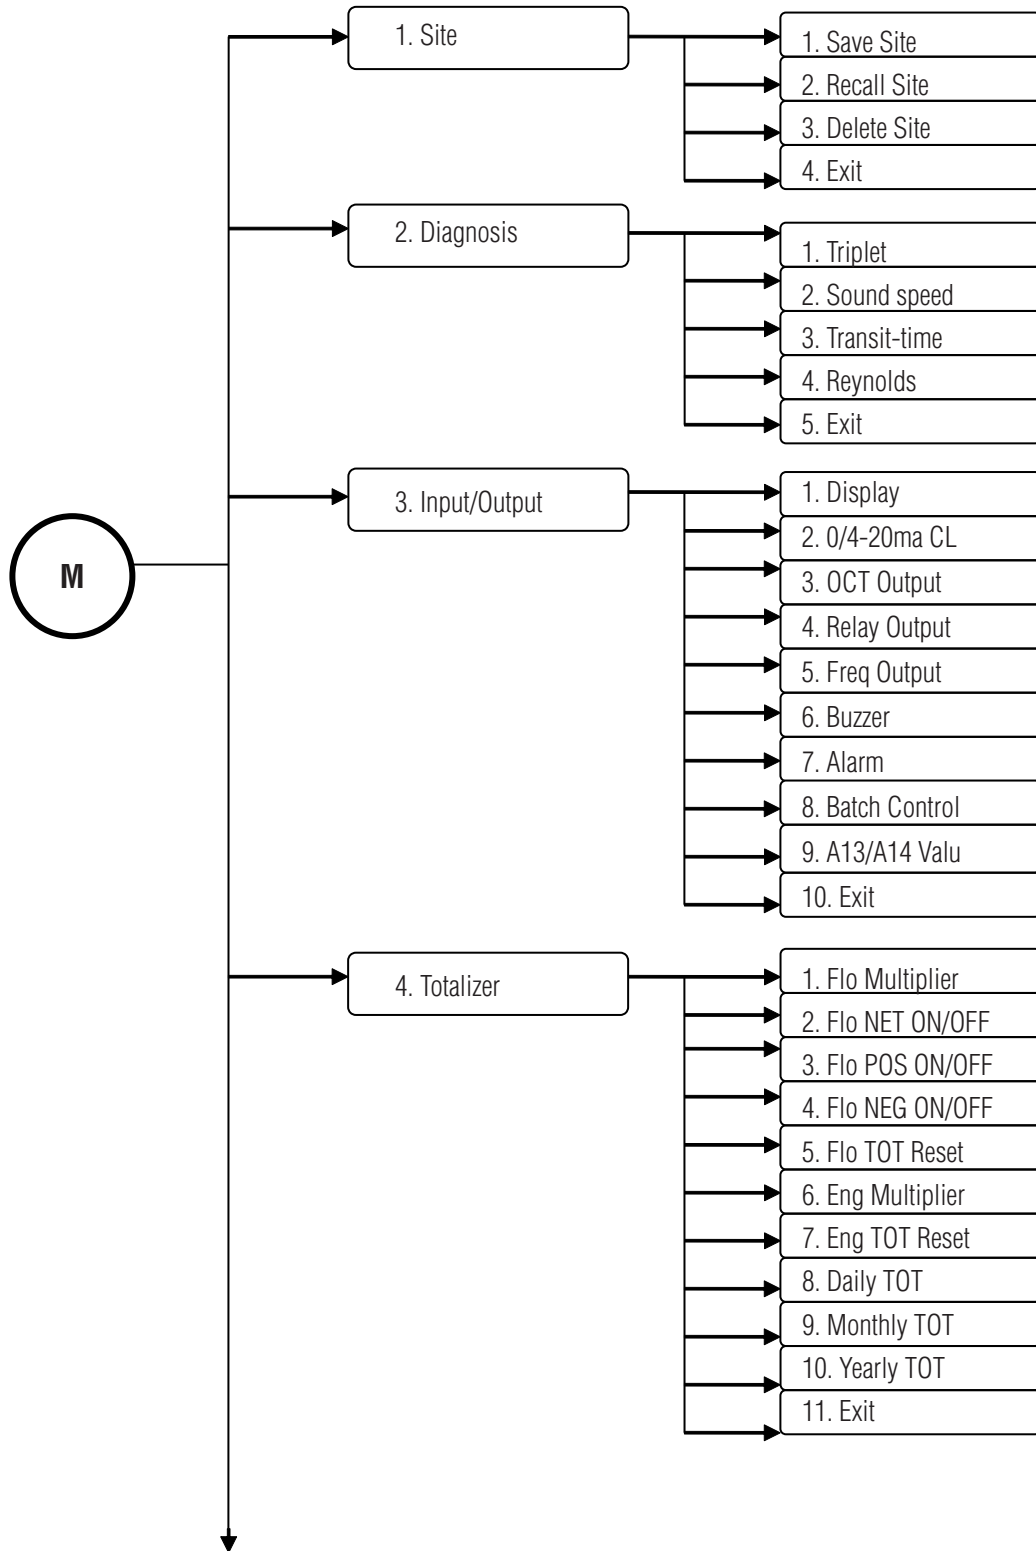 M
1. Site
1. Save Site
2. Recall Site
3. Delete Site
4. Exit
2. Diagnosis
1. Triplet
2. Sound speed
3. Transit-time
4. Reynolds
5. Exit
3. Input/Output
1. Display
2. 0/4-20ma CL
3. OCT Output
4. Relay Output
5. Freq Output
6. Buzzer
7. Alarm
8. Batch Control
9. A13/A14 Valu
10. Exit
4. Totalizer
1. Flo Multiplier
2. Flo NET ON/OFF
3. Flo POS ON/OFF
4. Flo NEG ON/OFF
5. Flo TOT Reset
6. Eng Multiplier
7. Eng TOT Reset
8. Daily TOT
9. Monthly TOT
10. Yearly TOT
11. Exit